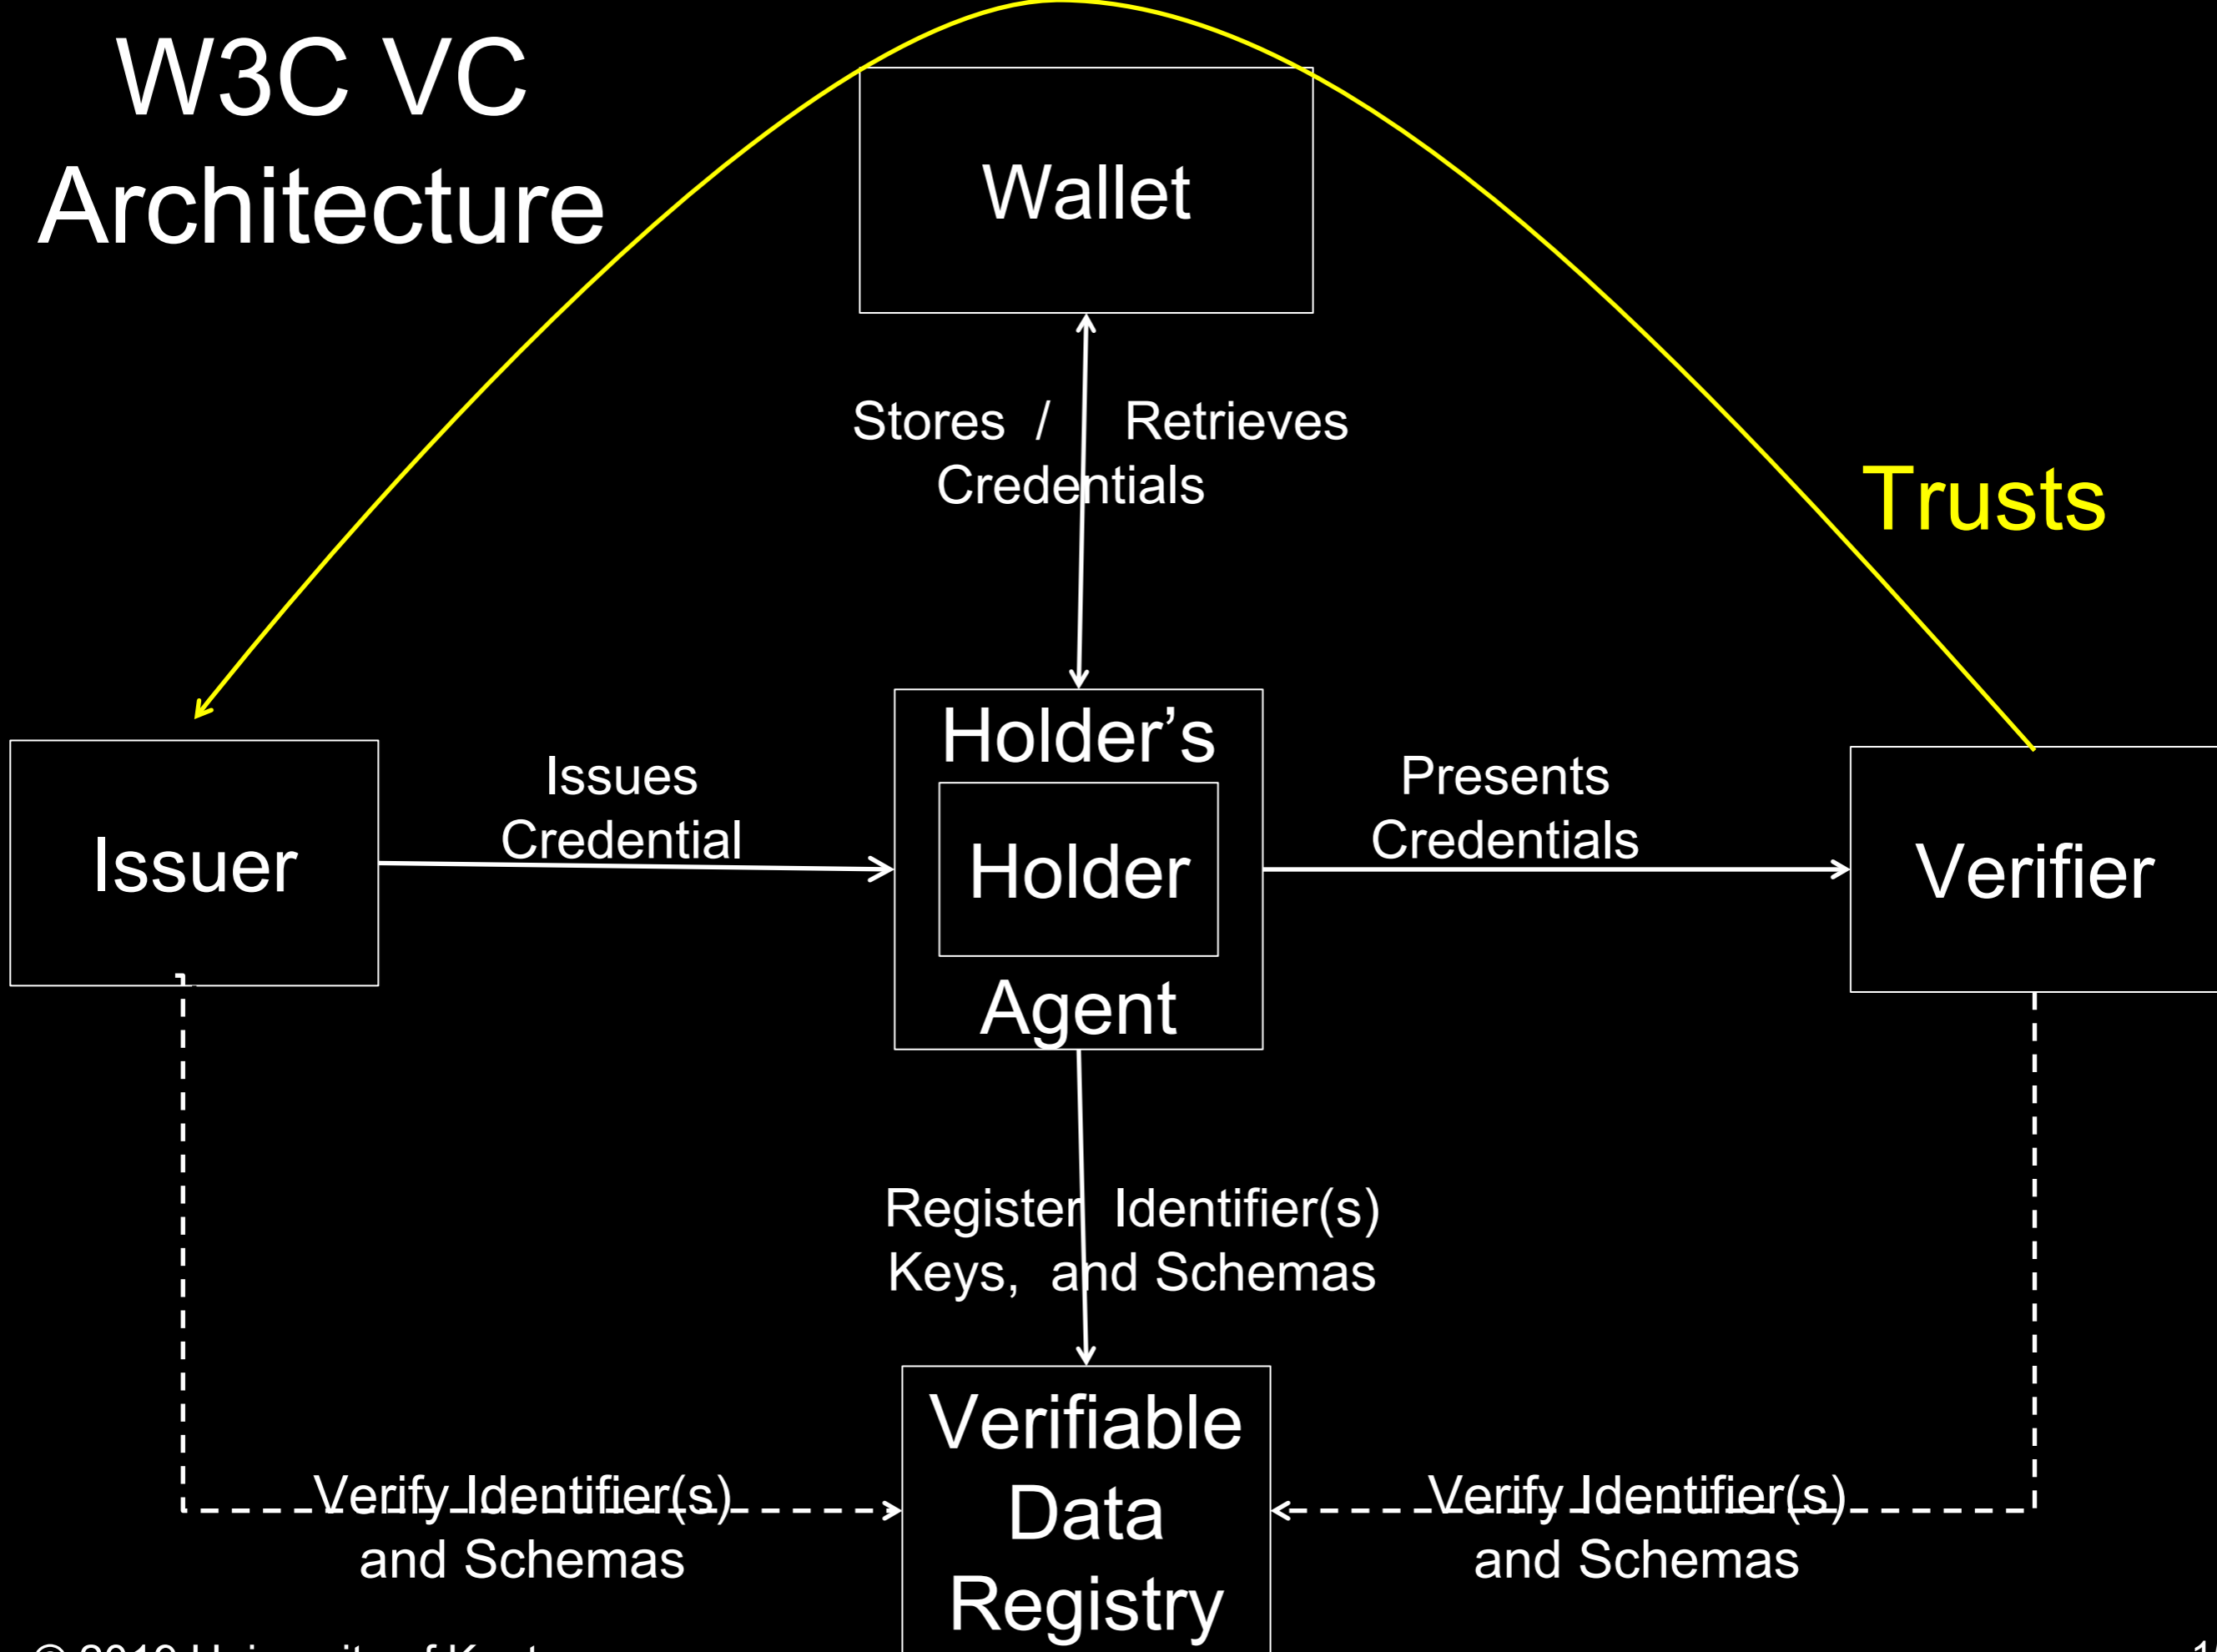 W3C VC
Architecture
Wallet
Stores / Retrieves
Credentials
Trusts
Issuer
Issues
Credential
Holder’s
Holder
Agent
Presents
Credentials
Verifier
Register Identifier(s)
Keys, and Schemas
Verify Identifier(s)
and Schemas
Verifiable
Data
Registry
Verify Identifier(s)
and Schemas